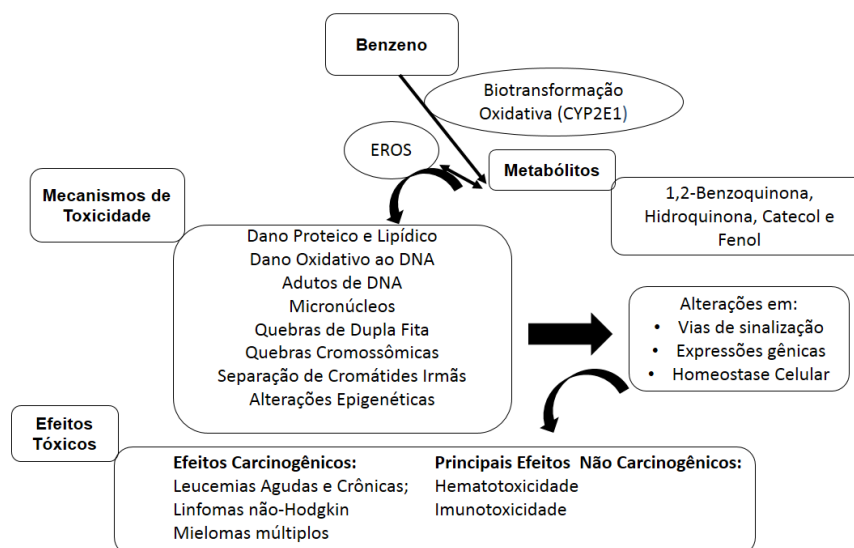 Benzeno
Biotransformação
Oxidativa (CYP2E1)
EROS
Metabólitos
1,2-Benzoquinona,
Hidroquinona, Catecol e
Fenol
Mecanismos de
Toxicidade
Dano Proteico e Lipídico
Dano Oxidativo ao DNA
Adutos de DNA
Micronúcleos
Quebras de Dupla Fita
Quebras Cromossômicas
Separação de Cromátides Irmãs
Alterações Epigenéticas
Alterações em:
• Vias de sinalização
• Expressões gênicas
• Homeostase Celular
Efeitos
Tóxicos
Efeitos Carcinogênicos:
Leucemias Agudas e Crônicas;
Linfomas não-Hodgkin
Mielomas múltiplos
Principais Efeitos Não Carcinogênicos:
Hematotoxicidade
Imunotoxicidade